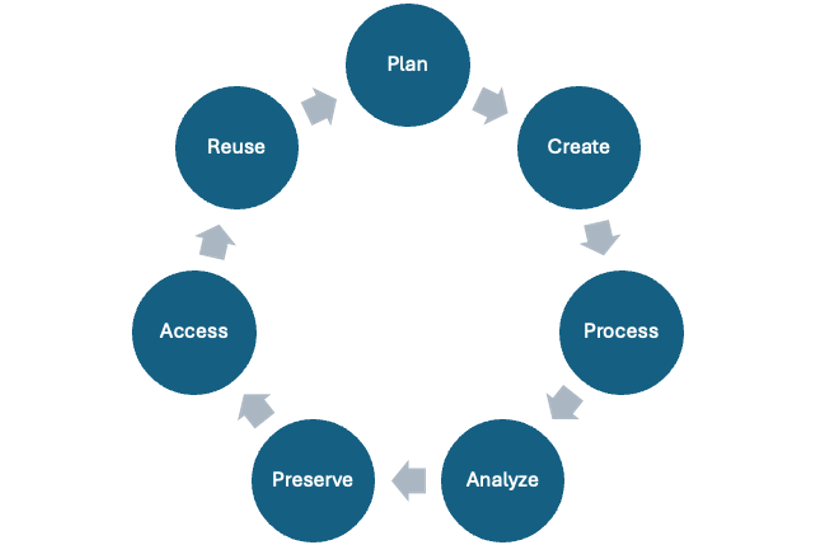 Plan
Create
Process
Analyze
Preserve
Access
Reuse